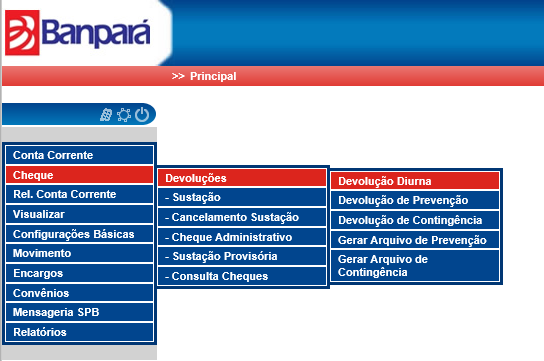 Banpará
>> Principal
Conta Corrente
Cheque
Rel. Conta Corrente
Visualizar
Configurações Básicas
Movimento
Encargos
Convênios
Mensageria SPB
Relatórios
Devoluções
- Sustação
- Cancelamento Sustação
- Cheque Administrativo
- Sustação Provisória
- Consulta Cheques
Devolução Diurna
Devolução de Prevenção
Devolução de Contingência
Gerar Arquivo de Prevenção
Gerar Arquivo de
Contingência